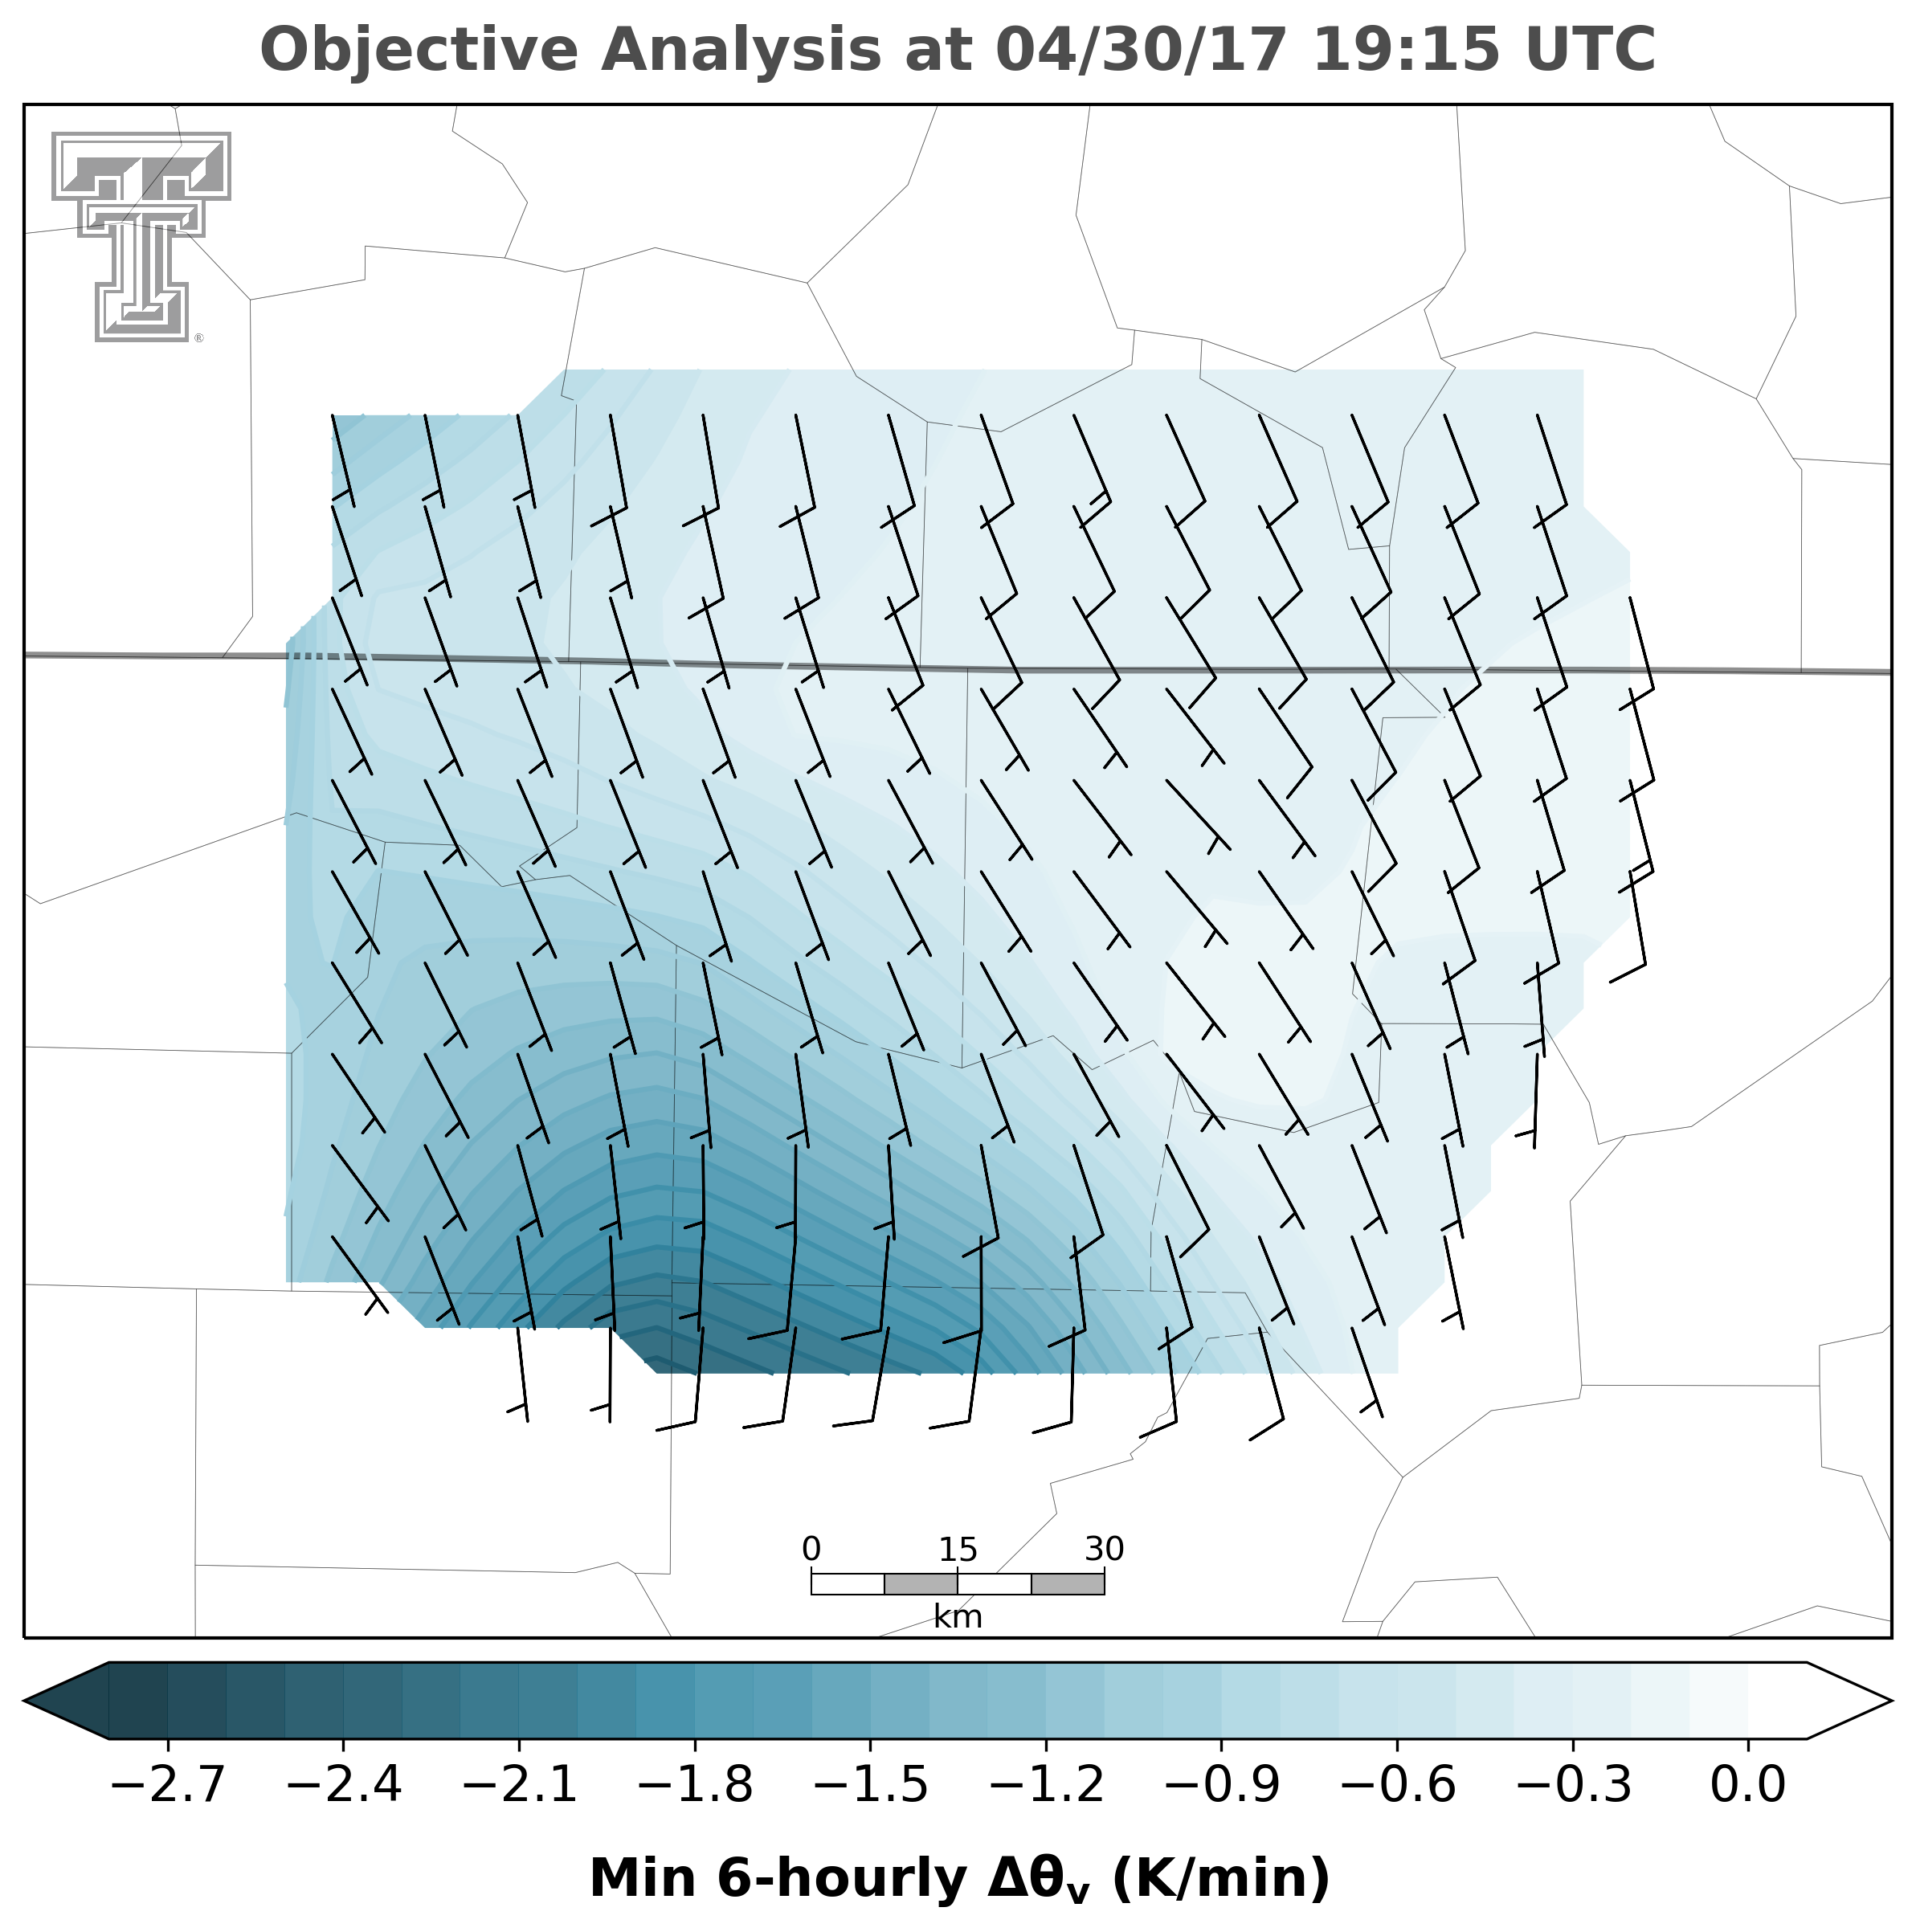 Objective Analysis at 04/30/17 19:15 UTC
®
0 15 30
km
−2.7 −2.4 −2.1 −1.8 −1.5 −1.2 −0.9 −0.6 −0.3 0.0
Min 6-hourly Δθv (K/min)